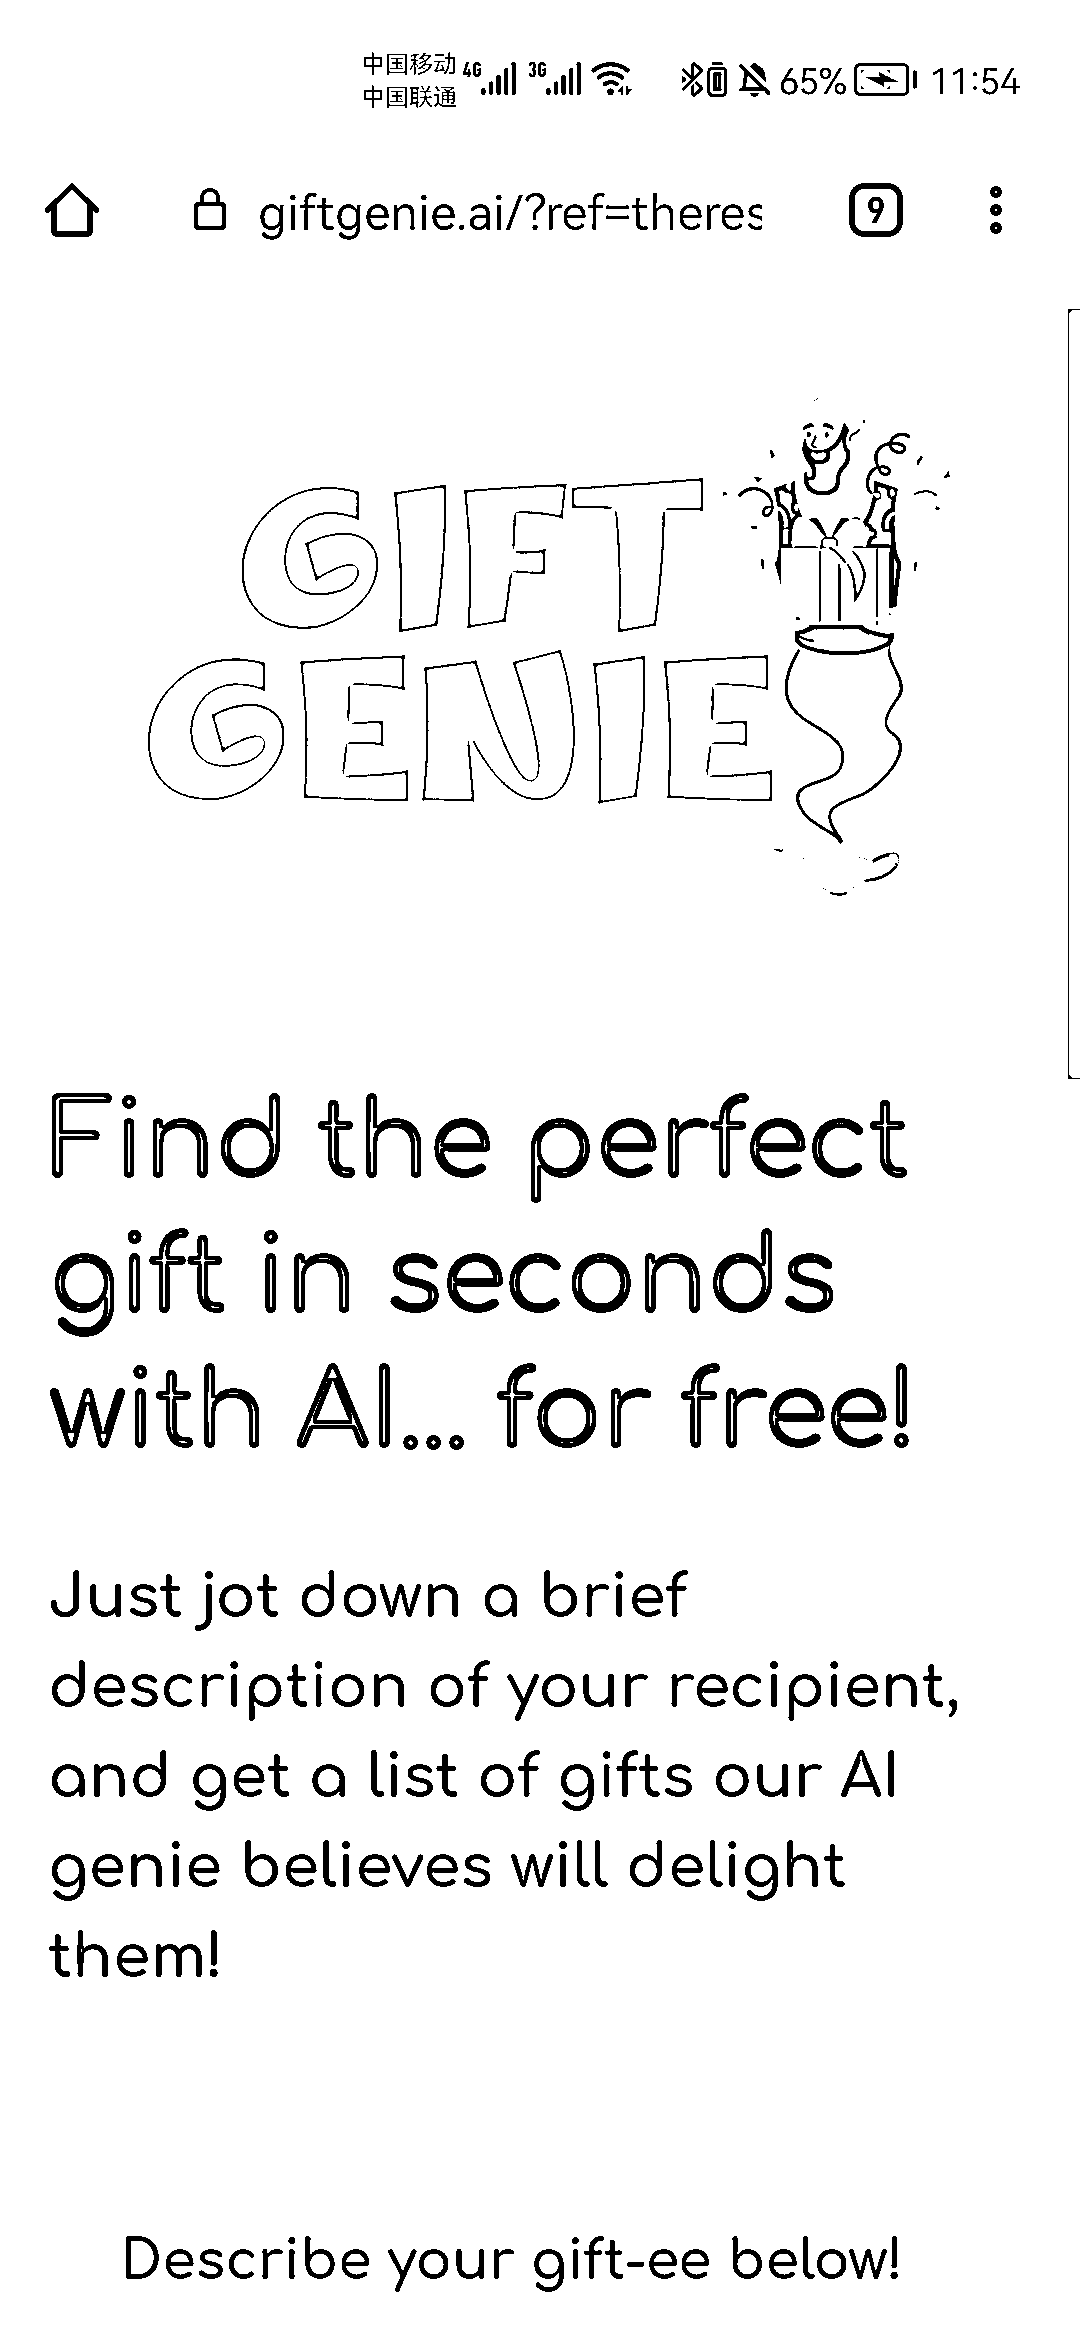 中国移动 4G 3G 65% 11:54
中国联通
giftgenie.ai/?ref=theres 9
GIFT
GENIE
Find the perfect
gift in seconds
with AI... for free!
Just jot down a brief
description of your recipient,
and get a list of gifts our AI
genie believes will delight
them!
Describe your gift-ee below!